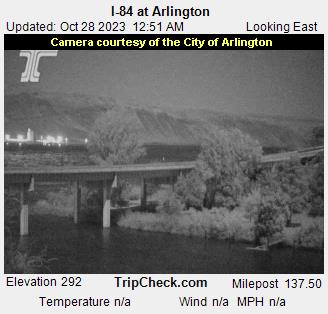 I-84 at Arlington
Updated: Oct 28 2023 12:51 AM Looking East
Camera courtesy of the City of Arlington
Elevation 292 TripCheck.com Milepost 137.50
Temperature n/a Wind n/a MPH n/a